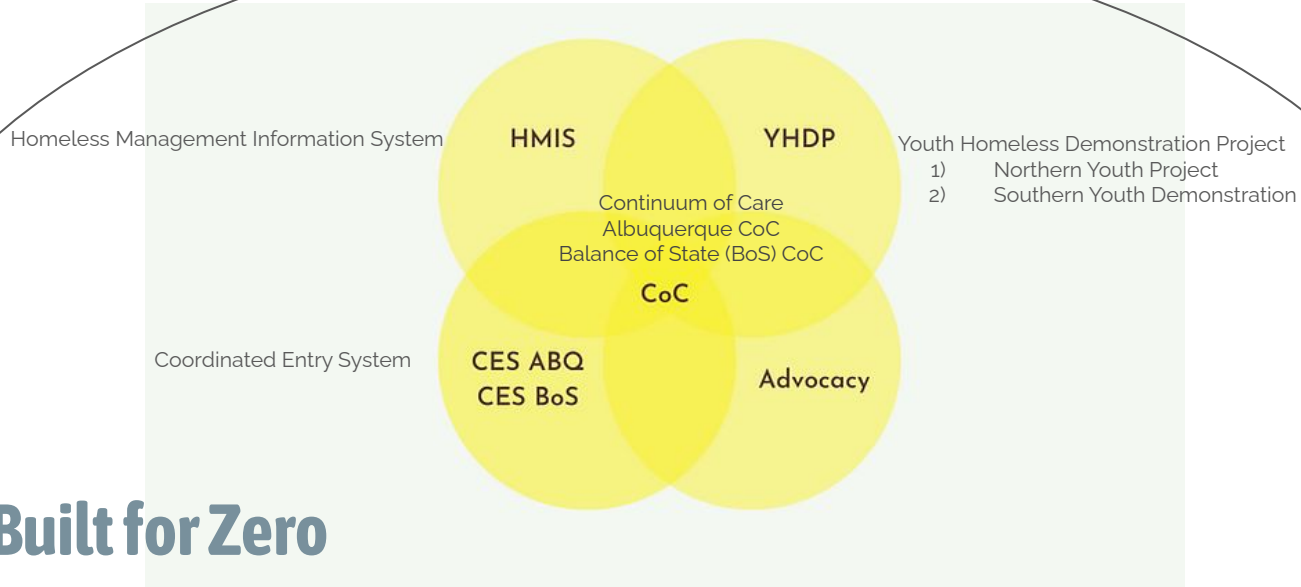 Homeless Management Information System
HMIS
YHDP
Youth Homeless Demonstration Project
1) Northern Youth Project
2) Southern Youth Demonstration
Continuum of Care
Albuquerque CoC
Balance of State (BoS) CoC
CoC
Coordinated Entry System
CES ABQ
CES BoS
Advocacy
Built for Zero